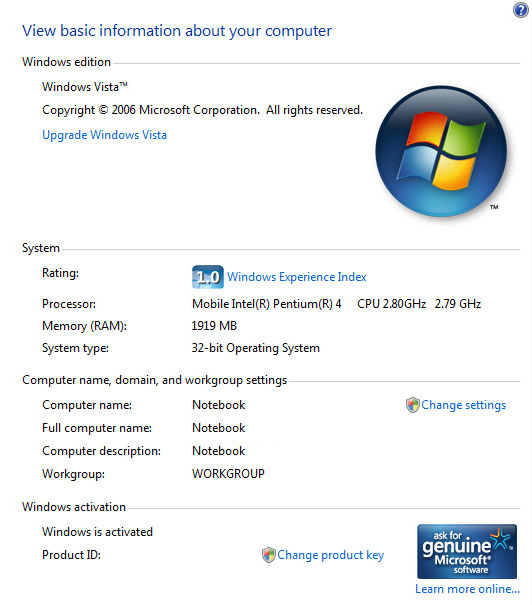 View basic information about your computer
Windows edition
Windows Vista™
Copyright © 2006 Microsoft Corporation. All rights reserved.
Upgrade Windows Vista
™
System
Rating: 1.0 Windows Experience Index
Processor: Mobile Intel(R) Pentium(R) 4 CPU 2.80GHz 2.79 GHz
Memory (RAM): 1919 MB
System type: 32-bit Operating System
Computer name, domain, and workgroup settings
Computer name: Notebook Change settings
Full computer name: Notebook
Computer description: Notebook
Workgroup: WORKGROUP
Windows activation
Windows is activated
Product ID: Change product key
ask for
genuine
Microsoft®
software
Learn more online...